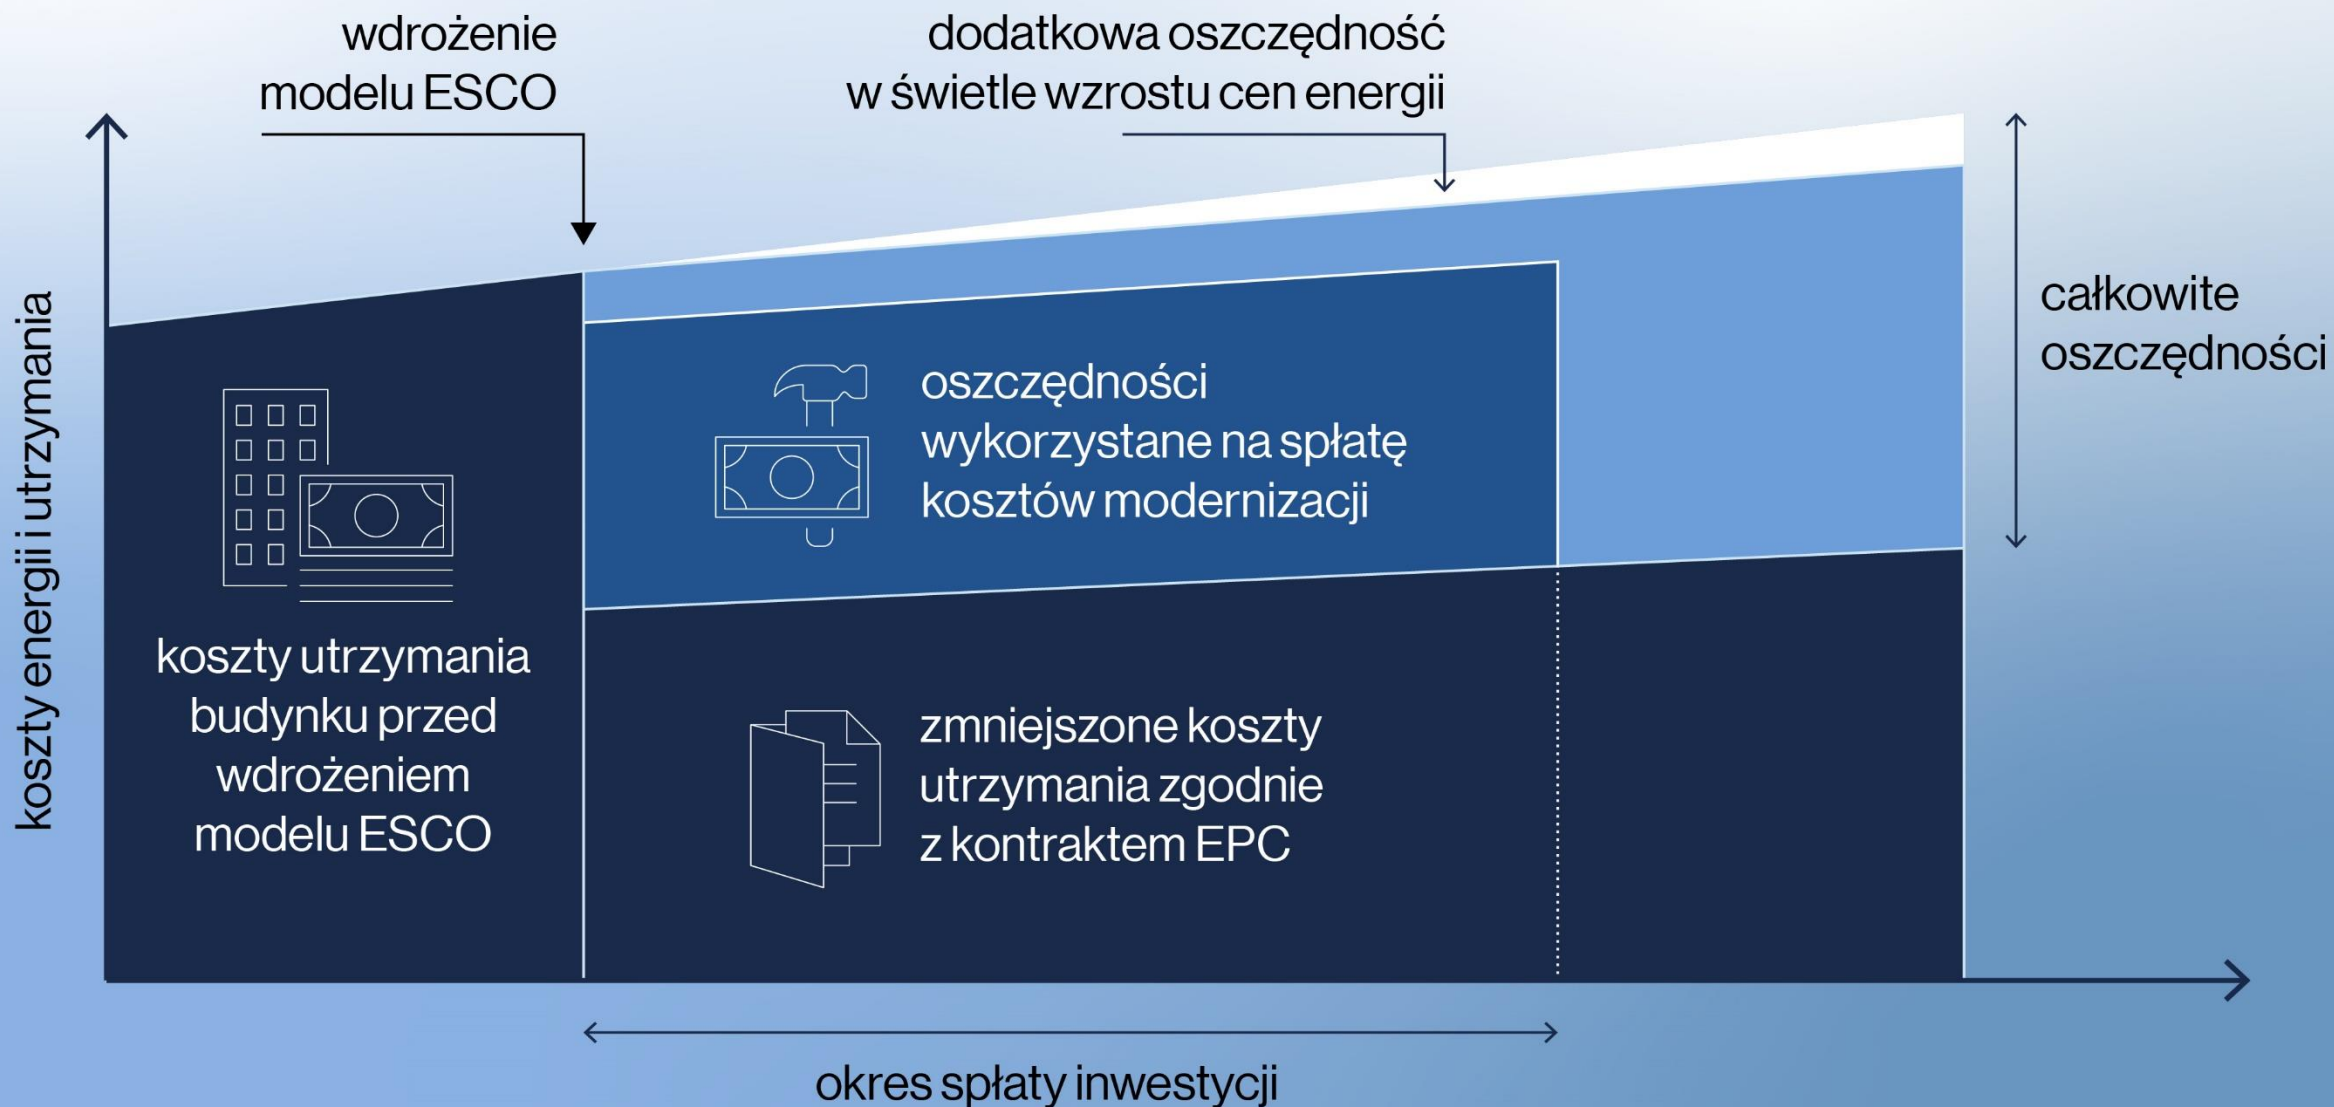 wdrożenie
modelu ESCO
dodatkowa oszczędność
w świetle wzrostu cen energii
koszty energii i utrzymania
całkowite
oszczędności
oszczędności
wykorzystane na spłatę
kosztów modernizacji
koszty utrzymania
budynku przed
wdrożeniem
modelu ESCO
zmniejszone koszty
utrzymania zgodnie
z kontraktem EPC
okres spłaty inwestycji